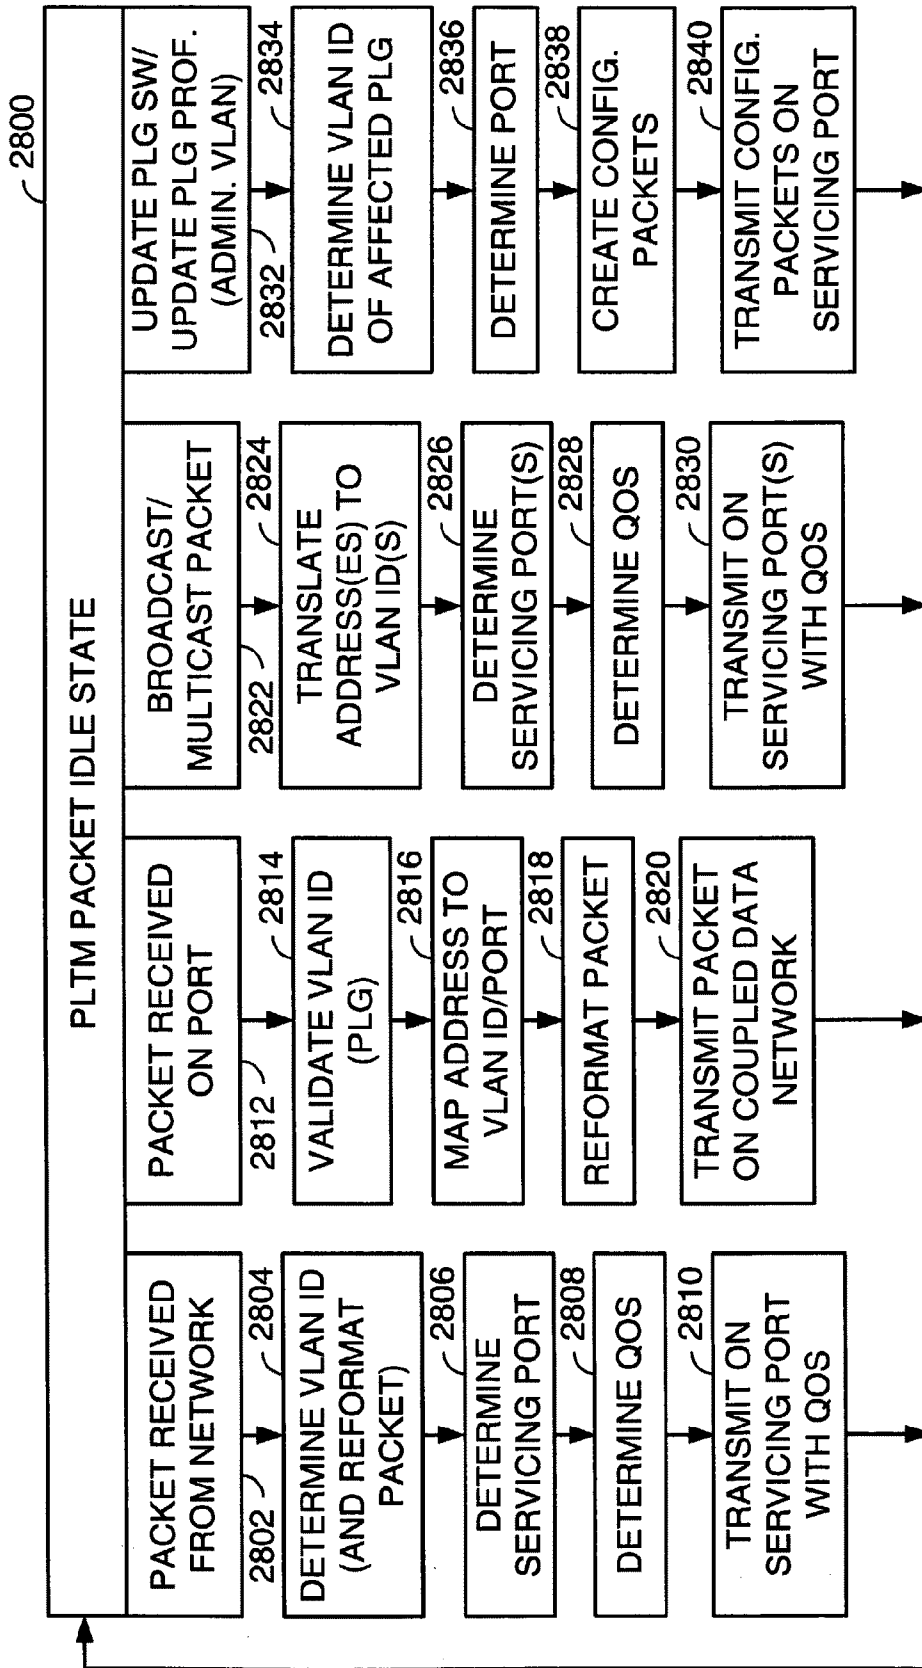 2800
PLTM PACKET IDLE STATE
PACKET RECEIVED
FROM NETWORK
2802
2804
DETERMINE VLAN ID
(AND REFORMAT
PACKET)
2806
DETERMINE
SERVICING PORT
2808
DETERMINE QOS
2810
TRANSMIT ON
SERVICING PORT
WITH QOS
PACKET RECEIVED
ON PORT
2812
2814
VALIDATE VLAN ID
(PLG)
2816
MAP ADDRESS TO
VLAN ID/PORT
2818
REFORMAT PACKET
2820
TRANSMIT PACKET
ON COUPLED DATA
NETWORK
BROADCAST/
MULTICAST PACKET
2822
2824
TRANSLATE
ADDRESS(ES) TO
VLAN ID(S)
2826
DETERMINE
SERVICING PORT(S)
2828
DETERMINE QOS
2830
TRANSMIT ON
SERVICING PORT(S)
WITH QOS
UPDATE PLG SW/
UPDATE PLG PROF.
(ADMIN. VLAN)
2832
2834
DETERMINE VLAN ID
OF AFFECTED PLG
2836
DETERMINE PORT
2838
CREATE CONFIG.
PACKETS
2840
TRANSMIT CONFIG.
PACKETS ON
SERVICING PORT